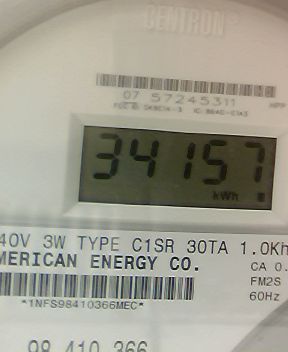 CENTRON®
07 57245311
34157
kWh
40V 3W TYPE C1SR 30TA 1.0Kh
MERICAN ENERGY CO.
CA 0.
FM2S
60Hz
*1NFS98410366MEC*
98 410 366